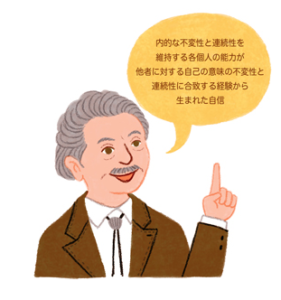 内的な不変性と連続性を
維持する各個人の能力が
他者に対する自己の意味の不変性と
連続性に合致する経験から
生まれた自信